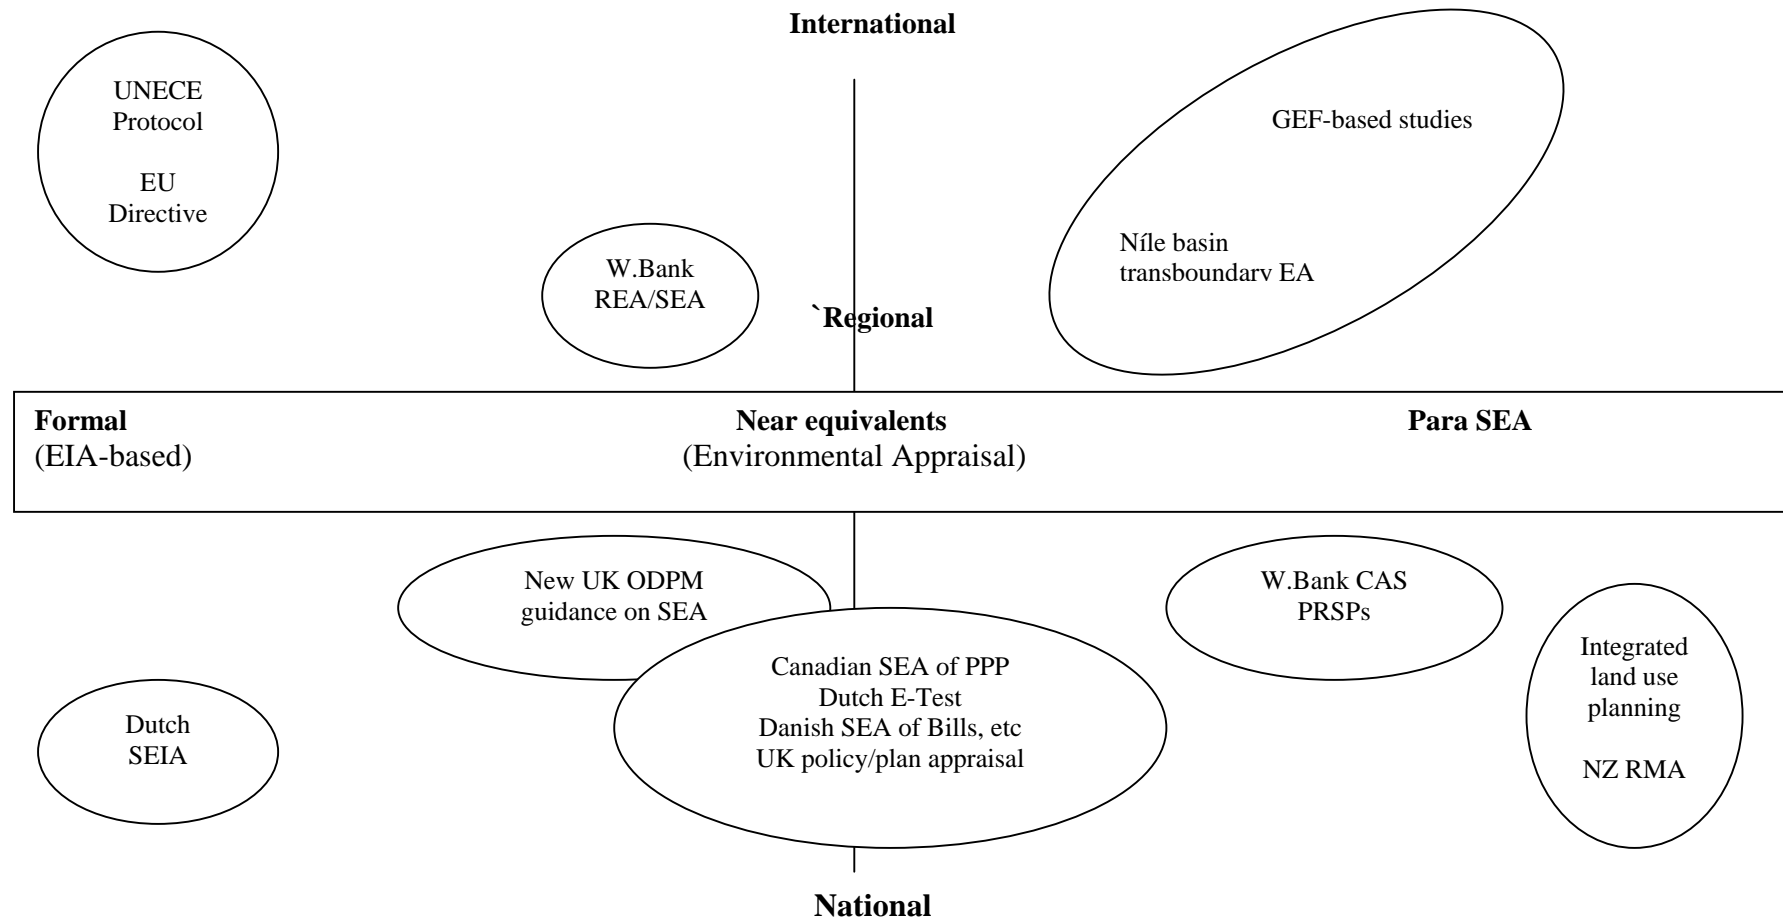 International
UNECE
Protocol
EU
Directive
GEF-based studies
Níle basin
transboundary EA
W.Bank
REA/SEA
`Regional
Formal
(EIA-based)
Near equivalents
(Environmental Appraisal)
Para SEA
New UK ODPM
guidance on SEA
W.Bank CAS
PRSPs
Canadian SEA of PPP
Dutch E-Test
Danish SEA of Bills, etc
UK policy/plan appraisal
Integrated
land use
planning
NZ RMA
Dutch
SEIA
National